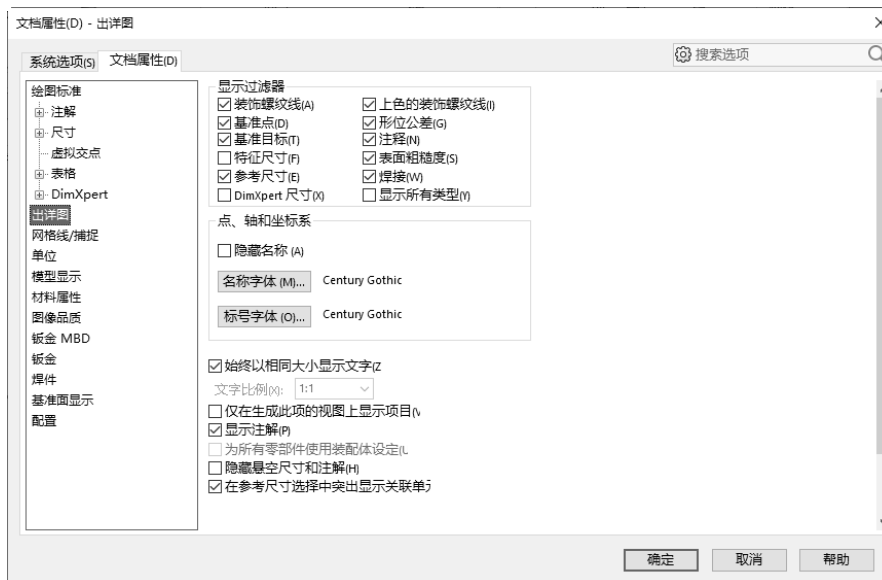 文档属性(D) - 出详图
系统选项(S) 文档属性(D)
搜索选项
绘图标准
注解
尺寸
虚拟交点
表格
DimXpert
出详图
网格线/捕捉
单位
模型显示
材料属性
图像品质
钣金 MBD
钣金
焊件
基准面显示
配置
显示过滤器
装饰螺纹线(A) 上色的装饰螺纹线(I)
基准点(D) 形位公差(G)
基准目标(T) 注释(N)
特征尺寸(F) 表面粗糙度(S)
参考尺寸(E) 焊接(W)
DimXpert 尺寸(X) 显示所有类型(Y)
点、轴和坐标系
隐藏名称 (A)
名称字体 (M)... Century Gothic
标号字体 (O)... Century Gothic
始终以相同大小显示文字(Z
文字比例(X): 1:1
仅在生成此项的视图上显示项目(V
显示注解(P)
为所有零部件使用装配体设定(L
隐藏悬空尺寸和注解(H)
在参考尺寸选择中突出显示关联单
确定 取消 帮助